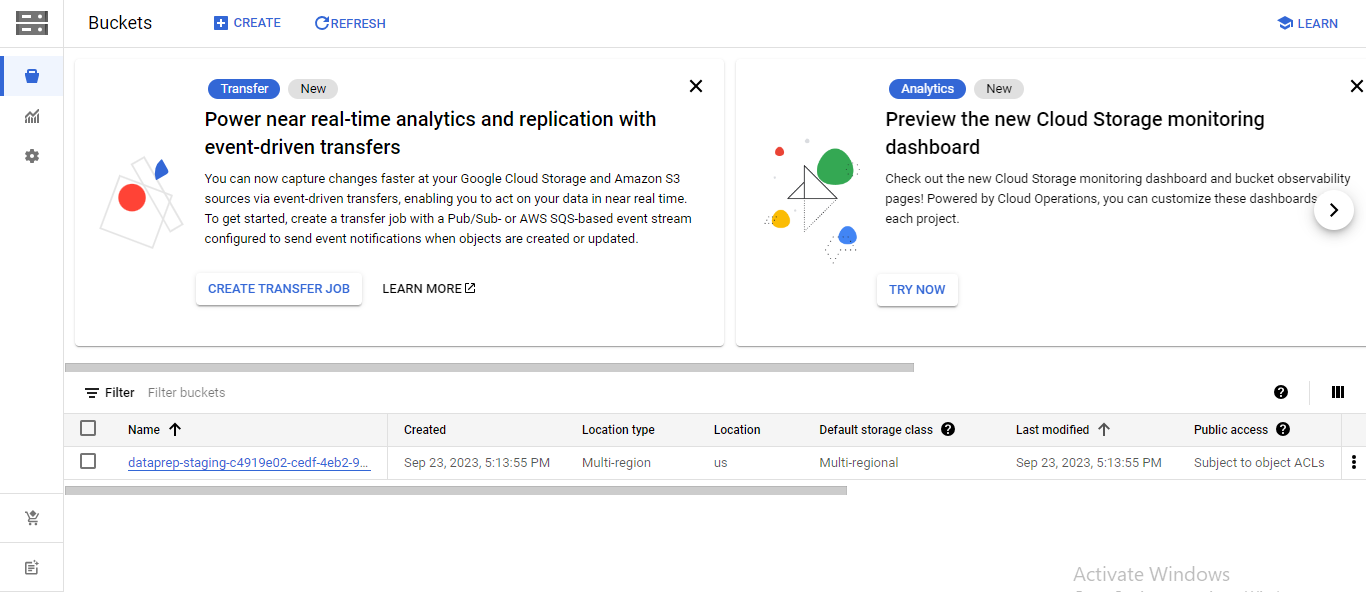 Buckets
CREATE
REFRESH
LEARN
Transfer
New
Power near real-time analytics and replication with
event-driven transfers
You can now capture changes faster at your Google Cloud Storage and Amazon S3
sources via event-driven transfers, enabling you to act on your data in near real time.
To get started, create a transfer job with a Pub/Sub- or AWS SQS-based event stream
configured to send event notifications when objects are created or updated.
CREATE TRANSFER JOB
LEARN MORE
Analytics
New
Preview the new Cloud Storage monitoring
dashboard
Check out the new Cloud Storage monitoring dashboard and bucket observability
pages! Powered by Cloud Operations, you can customize these dashboards
each project.
TRY NOW
Filter
Filter buckets
Name
Created
Location type
Location
Default storage class
Last modified
Public access
dataprep-staging-c4919e02-cedf-4eb2-9...
Sep 23, 2023, 5:13:55 PM
Multi-region
us
Multi-regional
Sep 23, 2023, 5:13:55 PM
Subject to object ACLs
Activate Windows